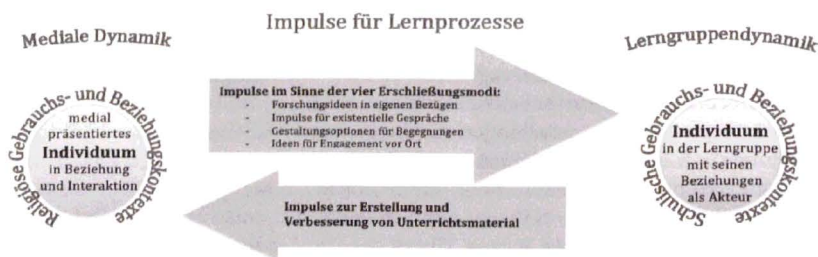 Impulse für Lernprozesse
Mediale Dynamik
Lerngruppendynamik
Religiöse Gebrauchs- und Beziehungskontexte
medial
präsentiertes
Individuum
in Beziehung
und Interaktion
Impulse im Sinne der vier Erschließungsmodi:
- Forschungsideen in eigenen Bezügen
- Impulse für existentielle Gespräche
- Gestaltungsoptionen für Begegnungen
- Ideen für Engagement vor Ort
Impulse zur Erstellung und
Verbesserung von Unterrichtsmaterial
Schulische Gebrauchs- und Beziehungskontexte
Individuum
in der Lerngruppe
mit seinen
Beziehungen
als Akteur